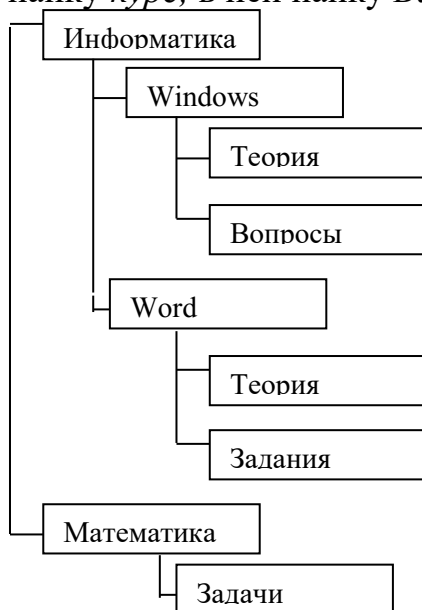 Информатика
Windows
Теория
Вопросы
Word
Теория
Задания
Математика
Задачи